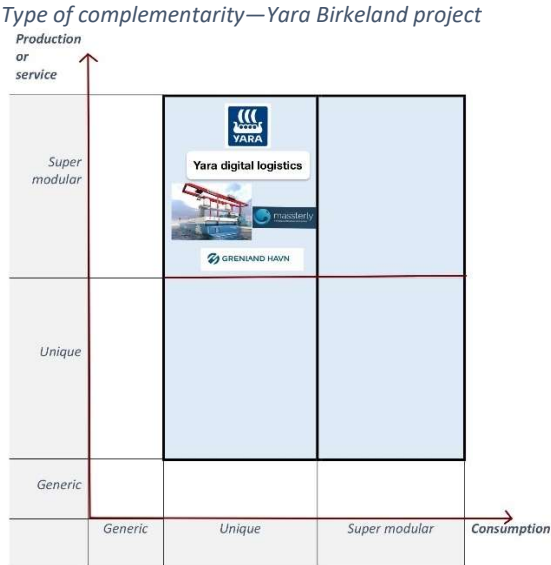 Type of complementarity—Yara Birkeland project
Production
or
service
YARA
Super
modular
Yara digital logistics
massterly
GRENLAND HAVN
Unique
Generic
Generic
Unique
Super modular
Consumption